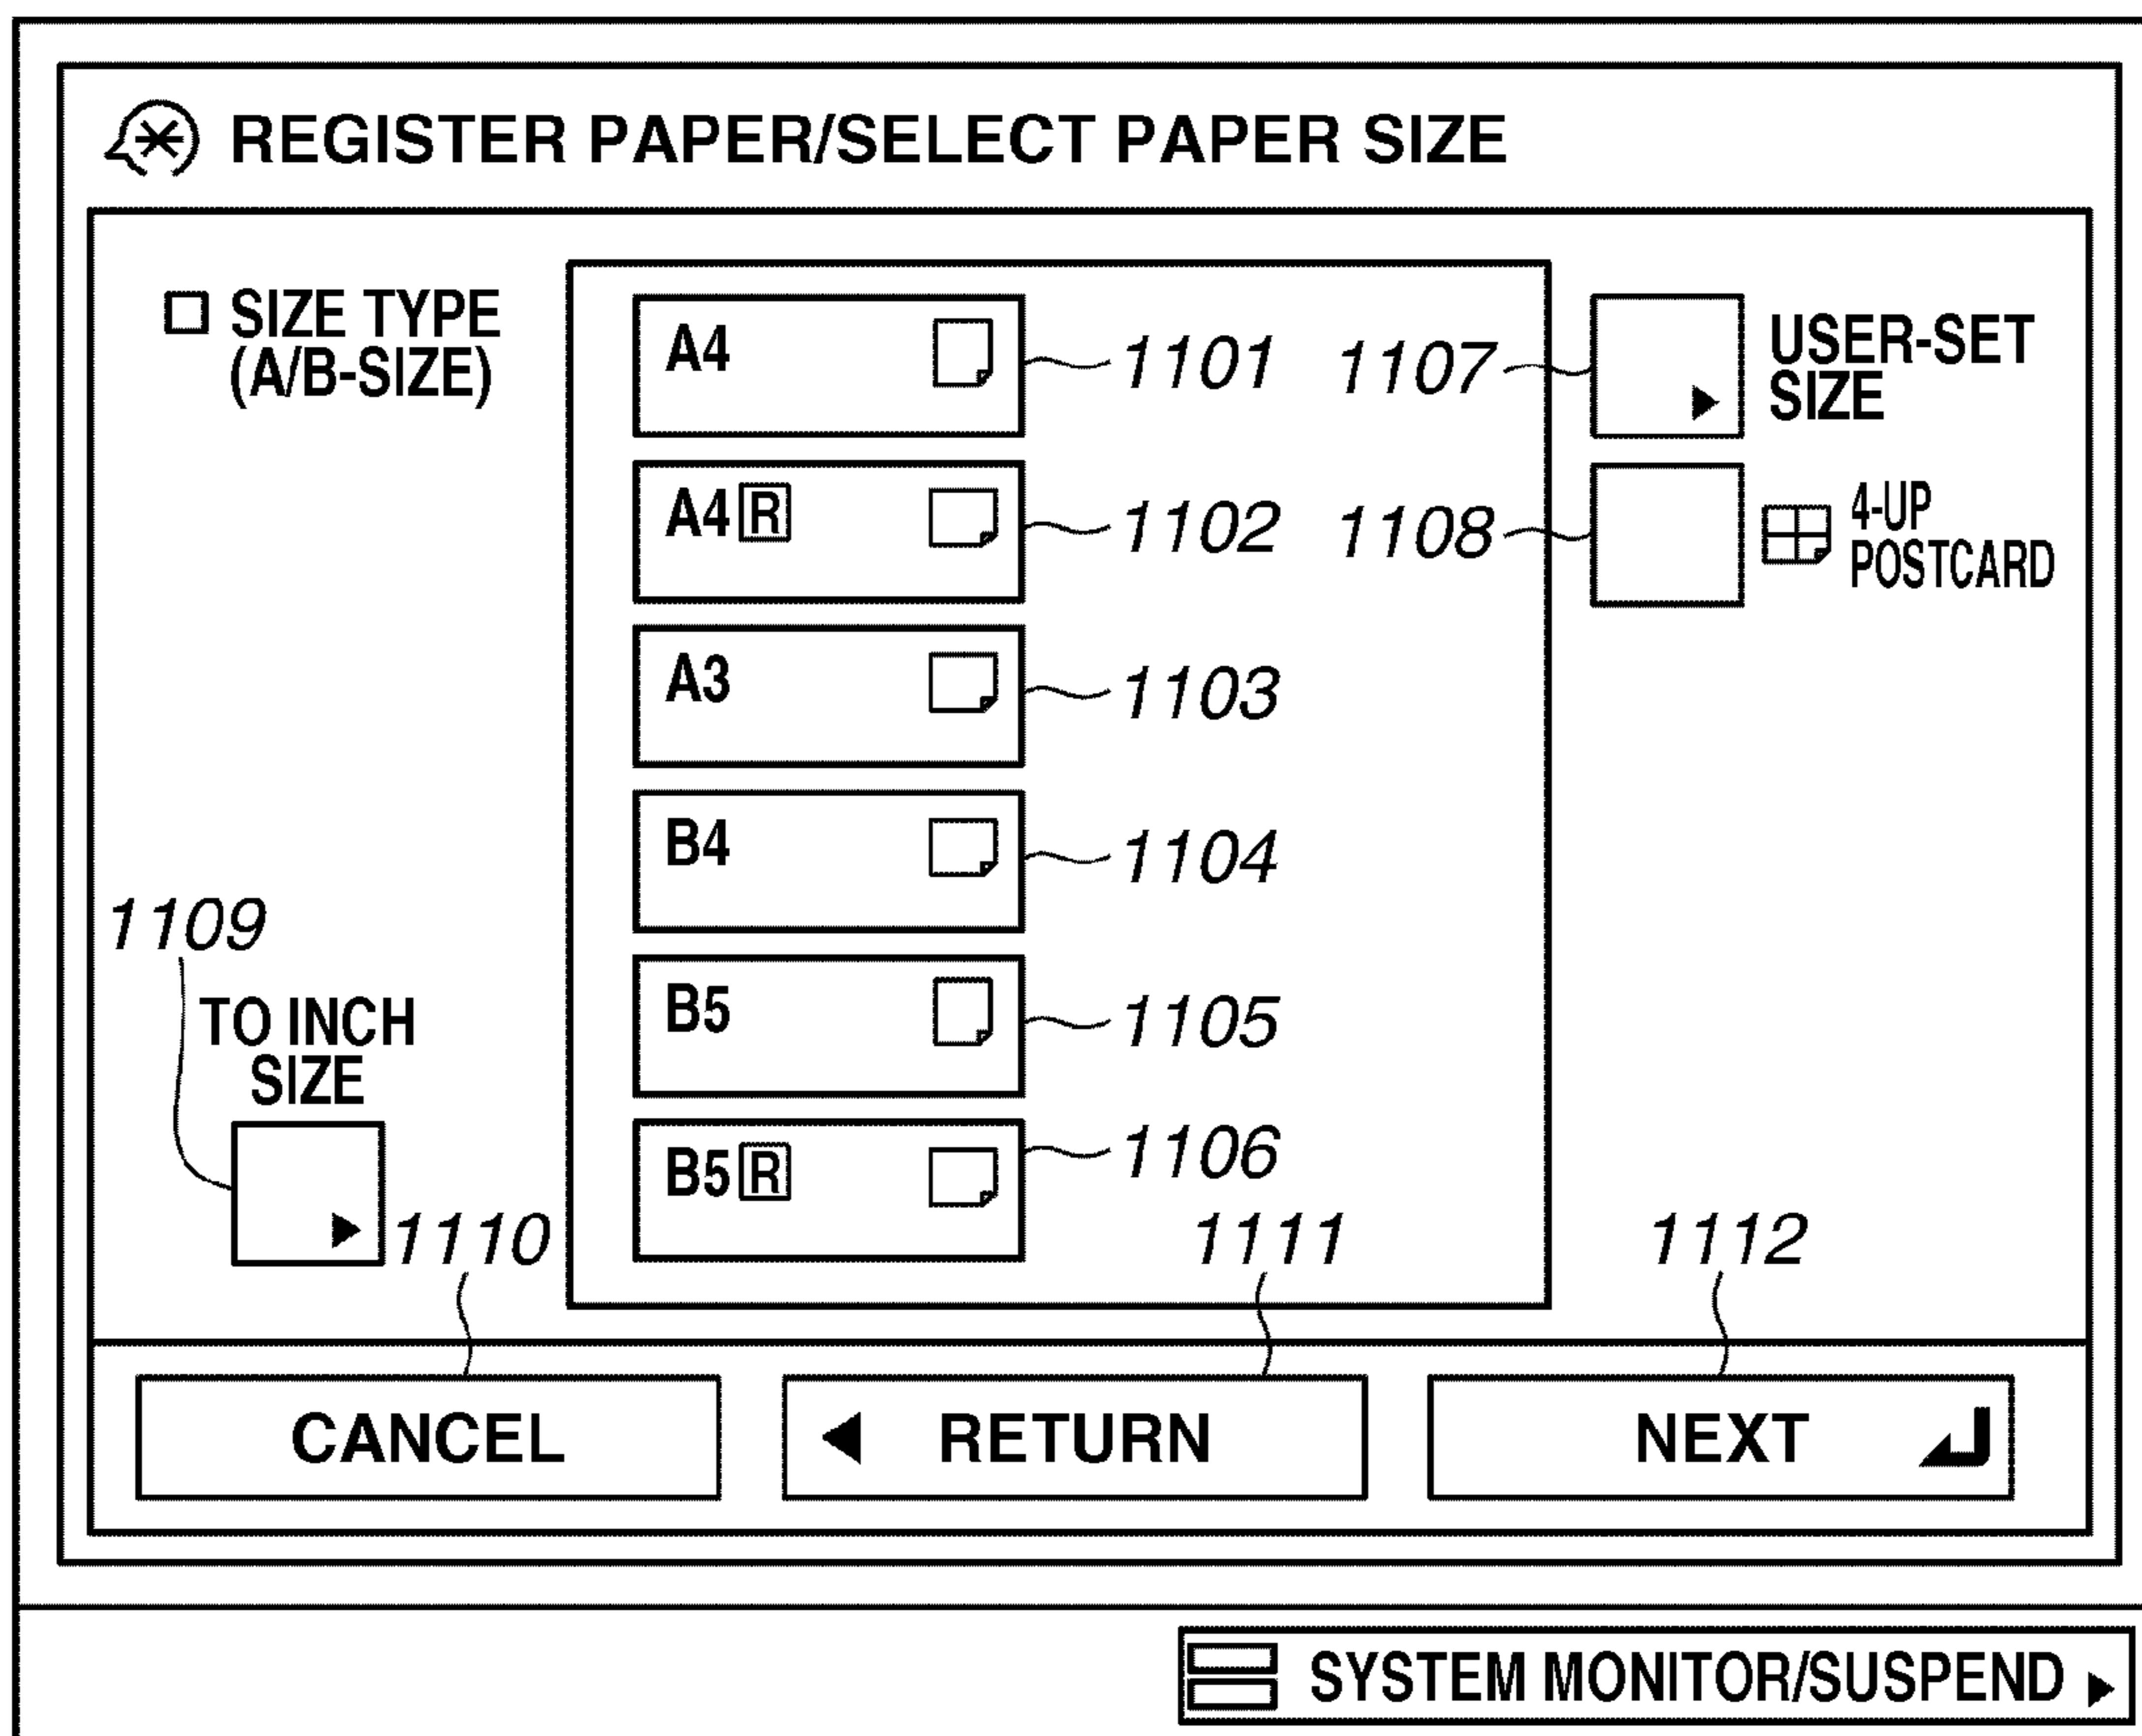 REGISTER PAPER/SELECT PAPER SIZE
SIZE TYPE
(A/B-SIZE)
A4
1101
1107
USER-SET
SIZE
A4 R
1102
1108
4-UP
POSTCARD
A3
1103
B4
1104
1109
TO INCH
SIZE
B5
1105
B5 R
1106
1110
1111
1112
CANCEL
RETURN
NEXT
SYSTEM MONITOR/SUSPEND